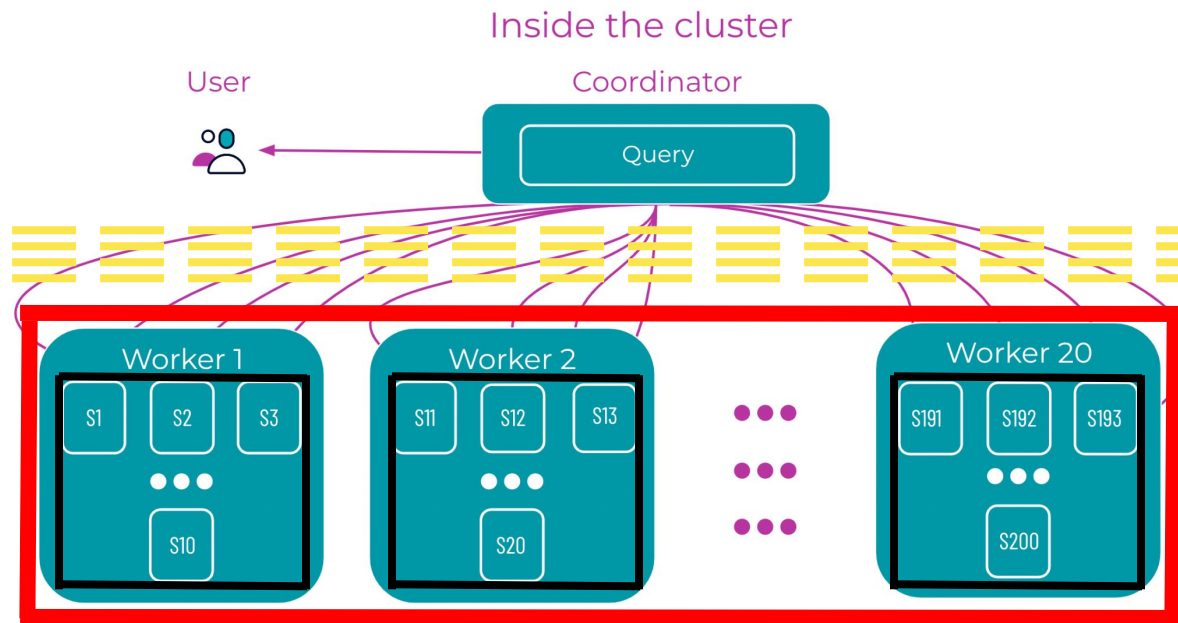 Inside the cluster
User
Coordinator
Query
Worker 1
Worker 2
Worker 20
S1 S2 S3
S11 S12 S13
S191 S192 S193
S10
S20
S200